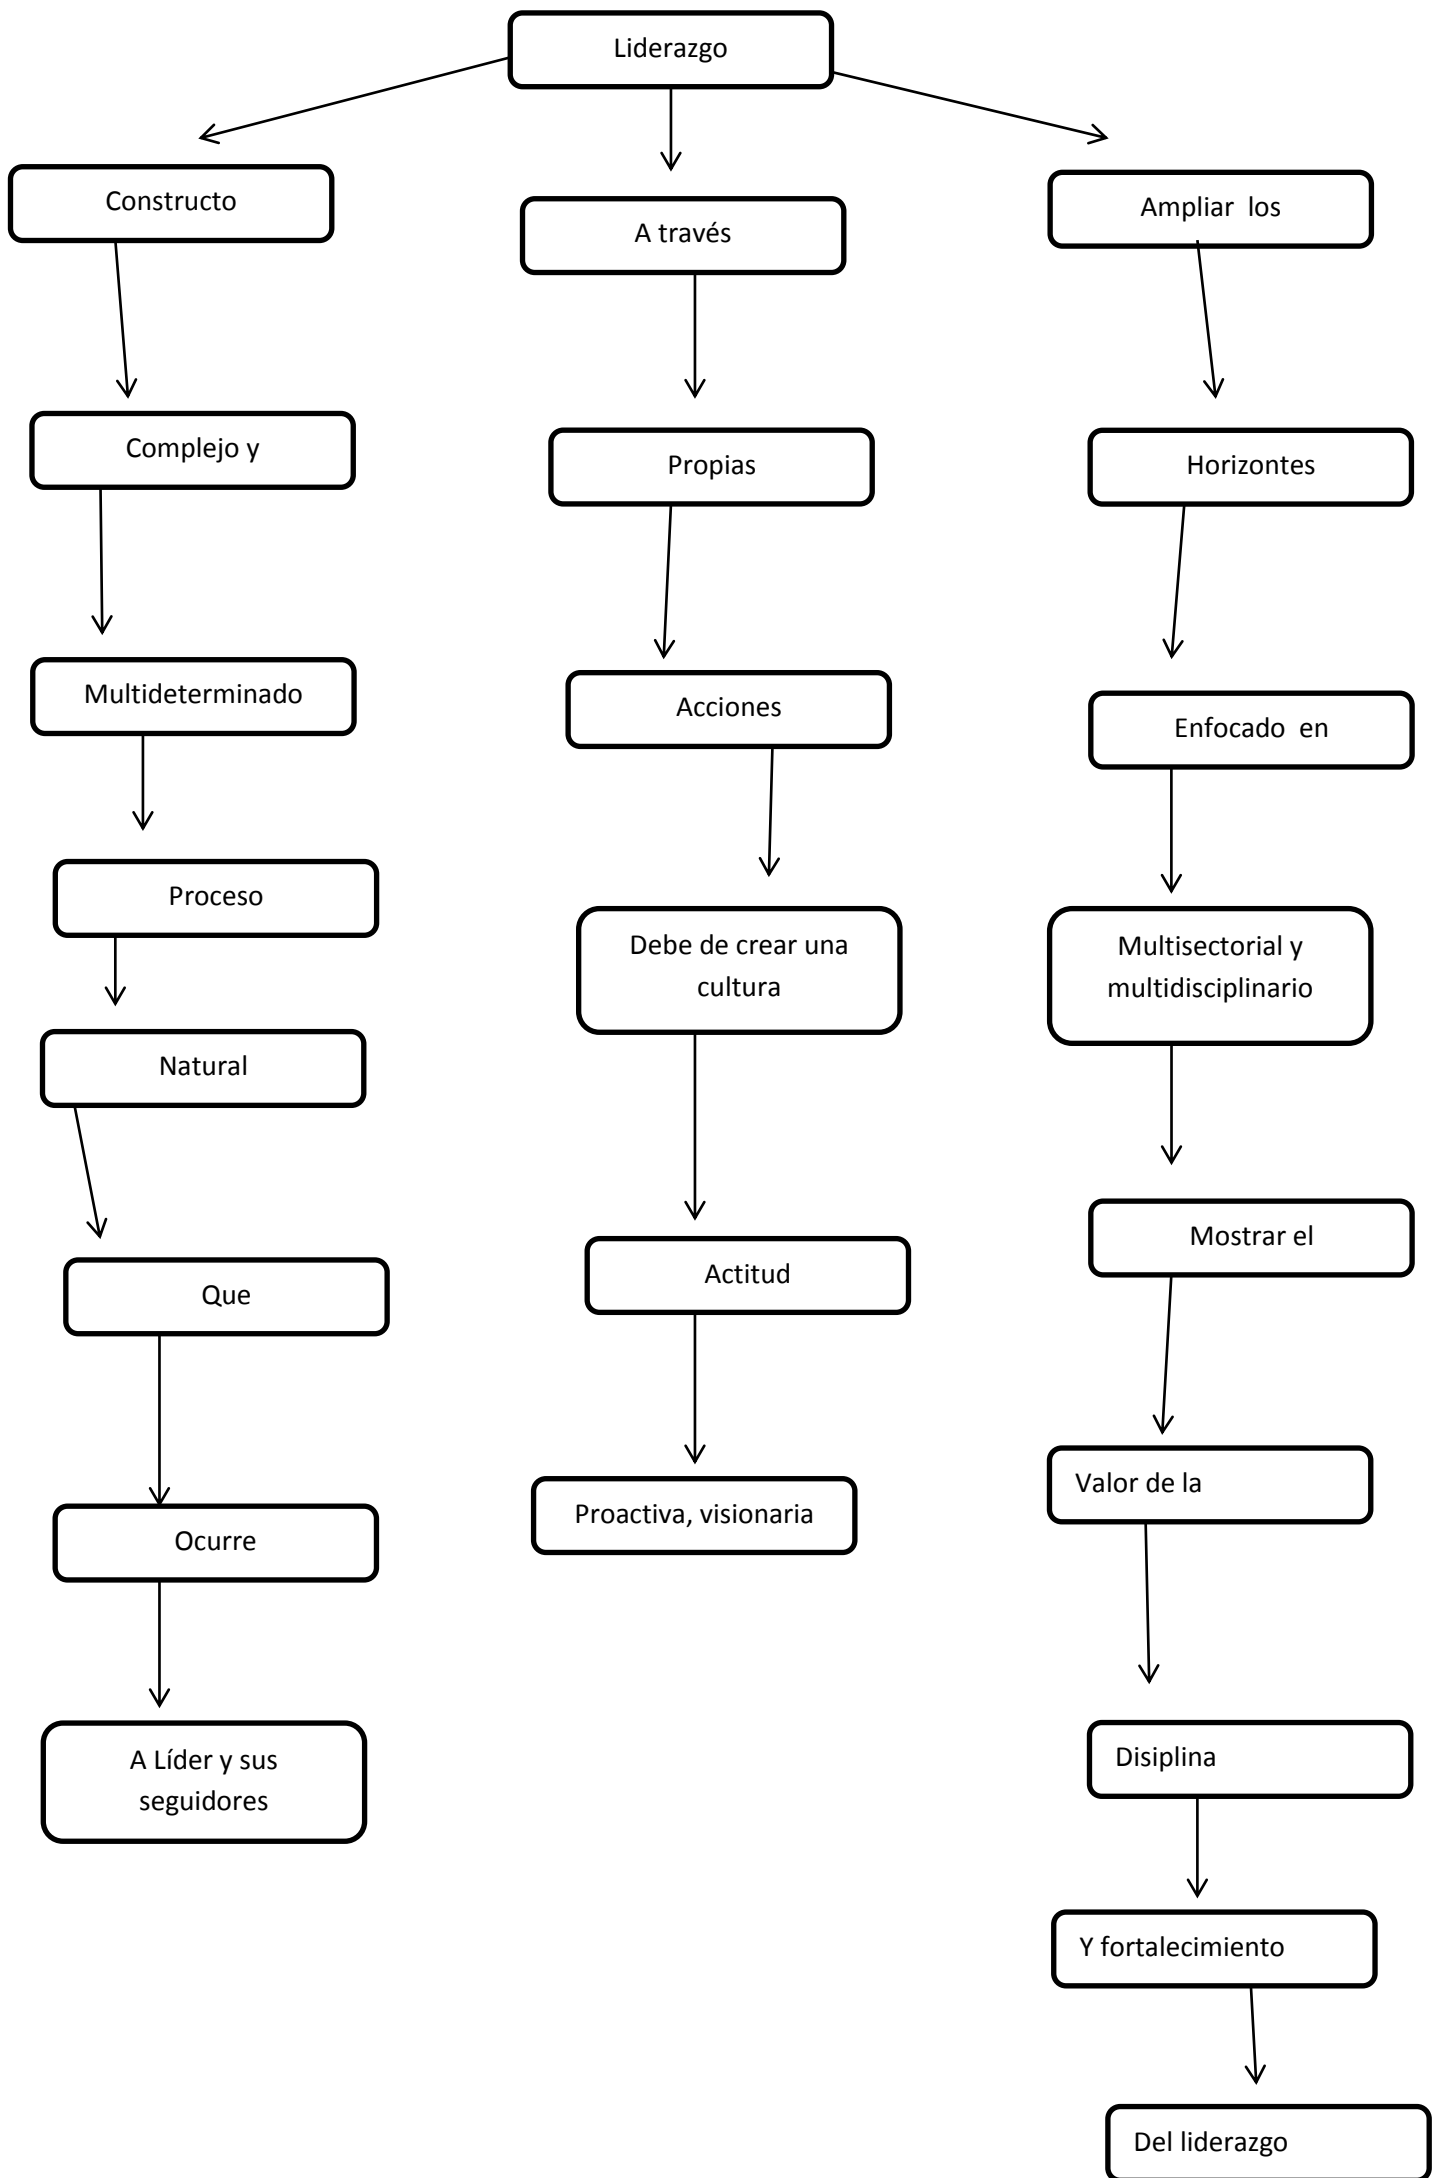 Liderazgo
Constructo
Complejo y
Multideterminado
Proceso
Natural
Que
Ocurre
A Líder y sus
seguidores
A través
Propias
Acciones
Debe de crear una
cultura
Actitud
Proactiva, visionaria
Ampliar  los
Horizontes
Enfocado  en
Multisectorial y
multidisciplinario
Mostrar el
Valor de la
Disiplina
Y fortalecimiento
Del liderazgo